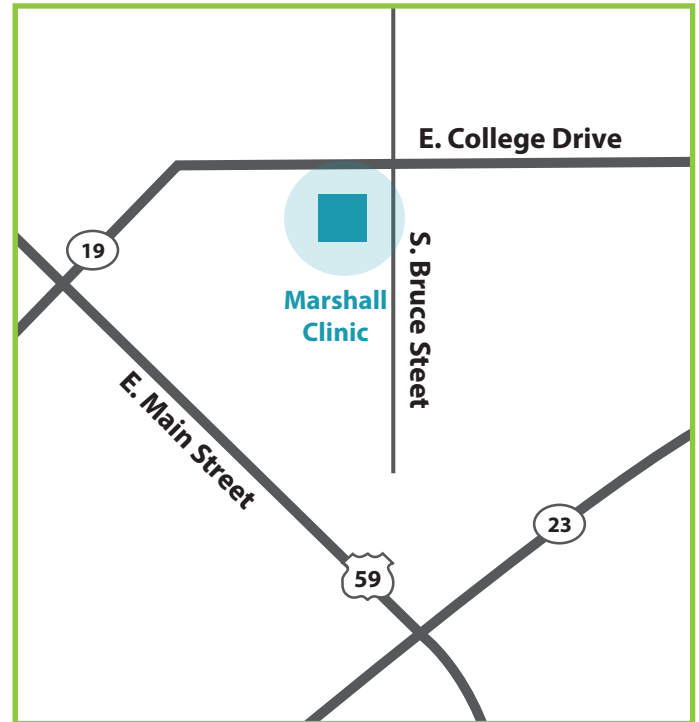 E. College Drive
19
S. Bruce Steet
Marshall
Clinic
E. Main Street
23
59